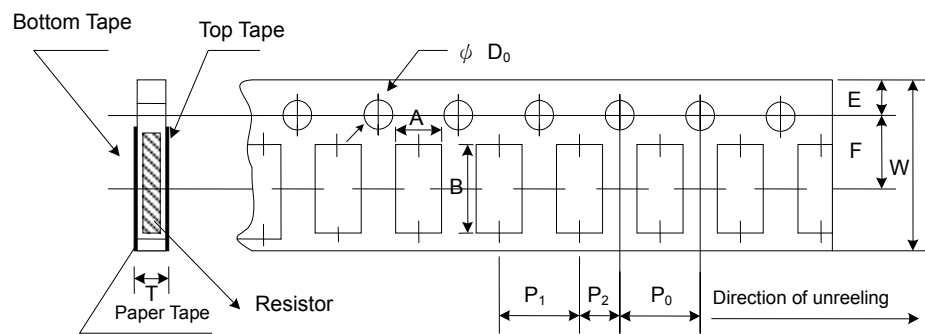 Bottom Tape
Top Tape
ψ D₀
E
A
F
W
B
T
Paper Tape
Resistor
P₁
P₂
P₀
Direction of unreeling